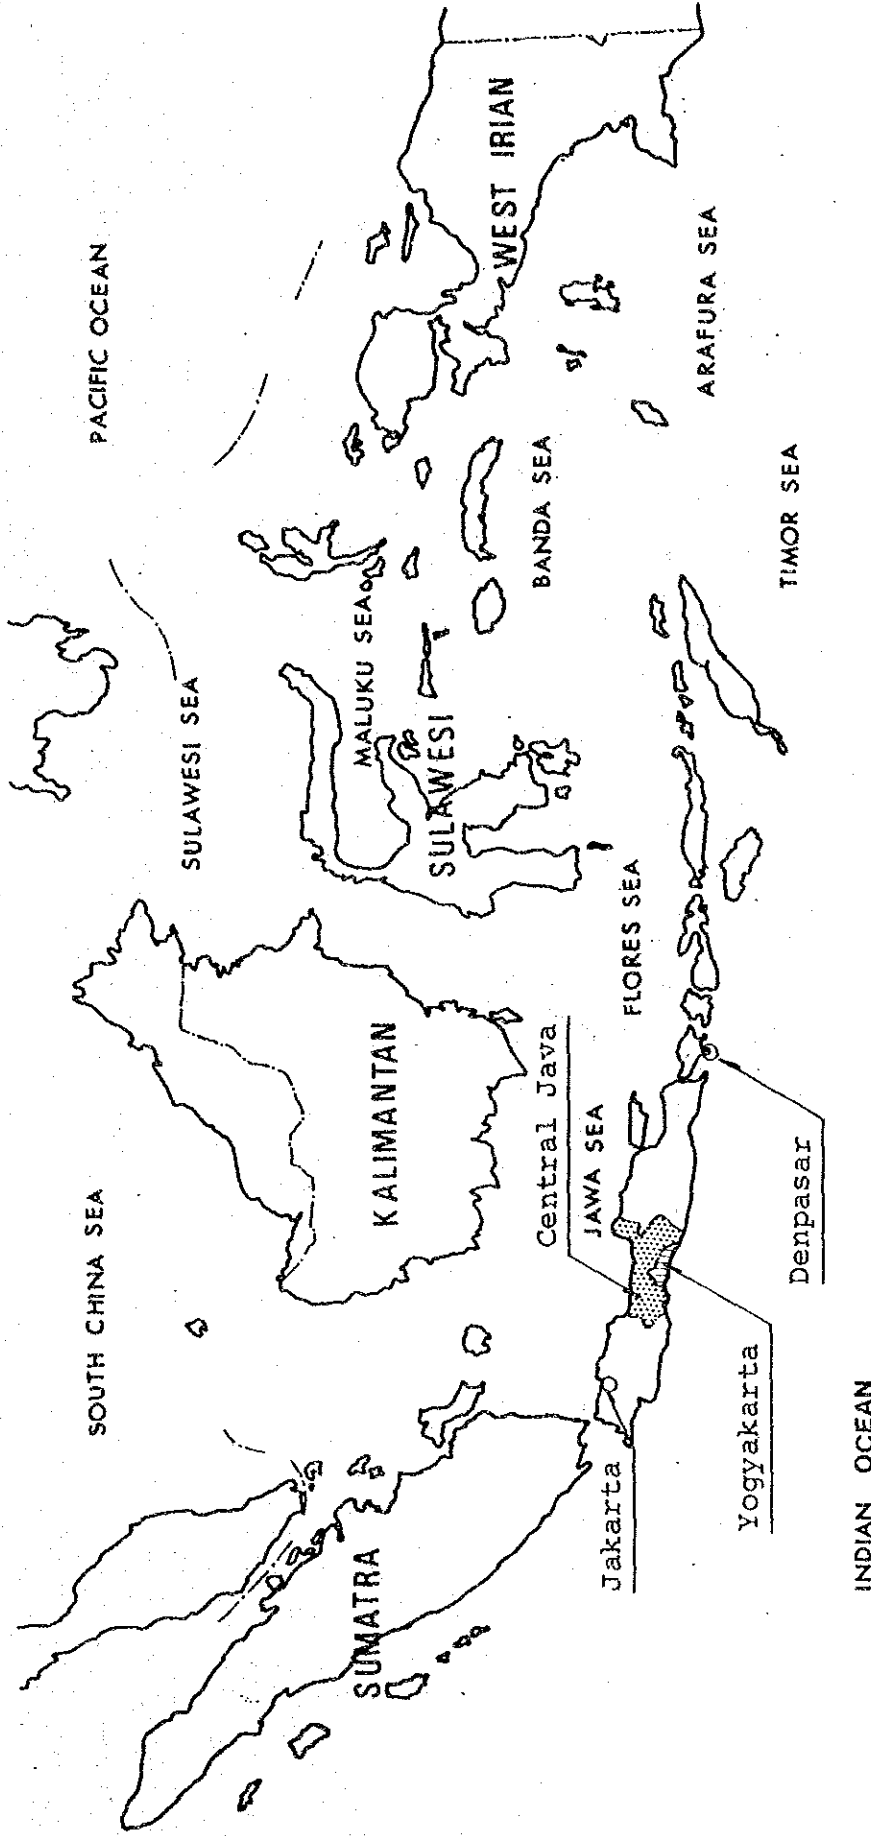 PACIFIC OCEAN
SOUTH CHINA SEA
SULAWESI SEA
MALUKU SEA
SUMATRA
KALIMANTAN
SULAWESI
WEST IRIAN
BANDA SEA
Central Java
JAWA SEA
FLORES SEA
ARAFURA SEA
TIMOR SEA
Jakarta
Yogyakarta
Denpasar
INDIAN OCEAN